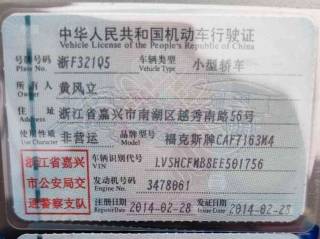 中华人民共和国机动车行驶证
Vehicle License of the People's Republic of China
号牌号码 浙F321Q5 车辆类型 小型轿车
Plate No. Vehicle Type
所有人 黄风立
Owner
住址 浙江省嘉兴市南湖区越秀南路56号
Address
使用性质 非营运 品牌型号 福克斯牌CAF7163M4
Use Character Model
浙江省嘉兴市公安局交通警察支队
车辆识别代号 LVSHCFMB8EE501756
VIN
发动机号码 3478061
Engine No.
注册日期 2014-02-28 发证日期 2014-02-28
Register Date Issue Date